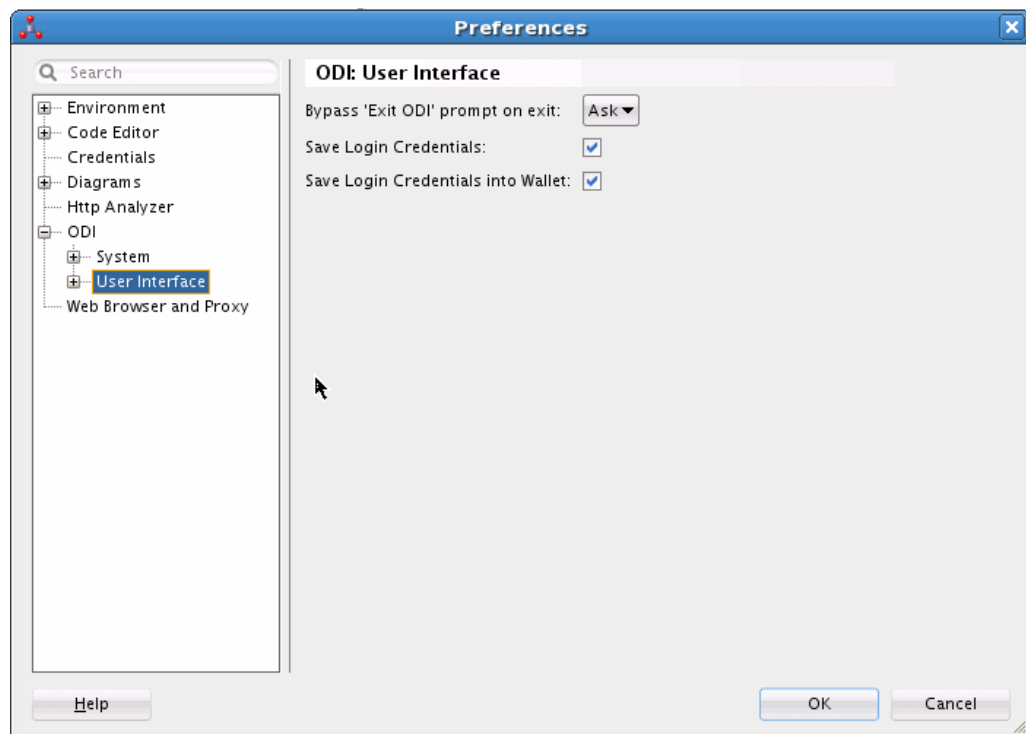 Preferences
Search
Environment
Code Editor
Credentials
Diagrams
Http Analyzer
ODI
System
User Interface
Web Browser and Proxy
ODI: User Interface
Bypass 'Exit ODI' prompt on exit: Ask
Save Login Credentials:
Save Login Credentials into Wallet:
Help
OK
Cancel